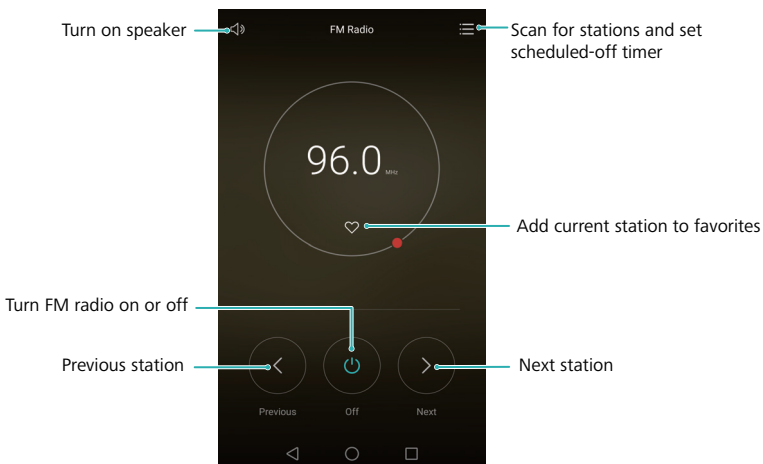 Turn on speaker
FM Radio
Scan for stations and set
scheduled-off timer
96.0 MHz
Add current station to favorites
Turn FM radio on or off
Previous station
Next station
Previous
Off
Next